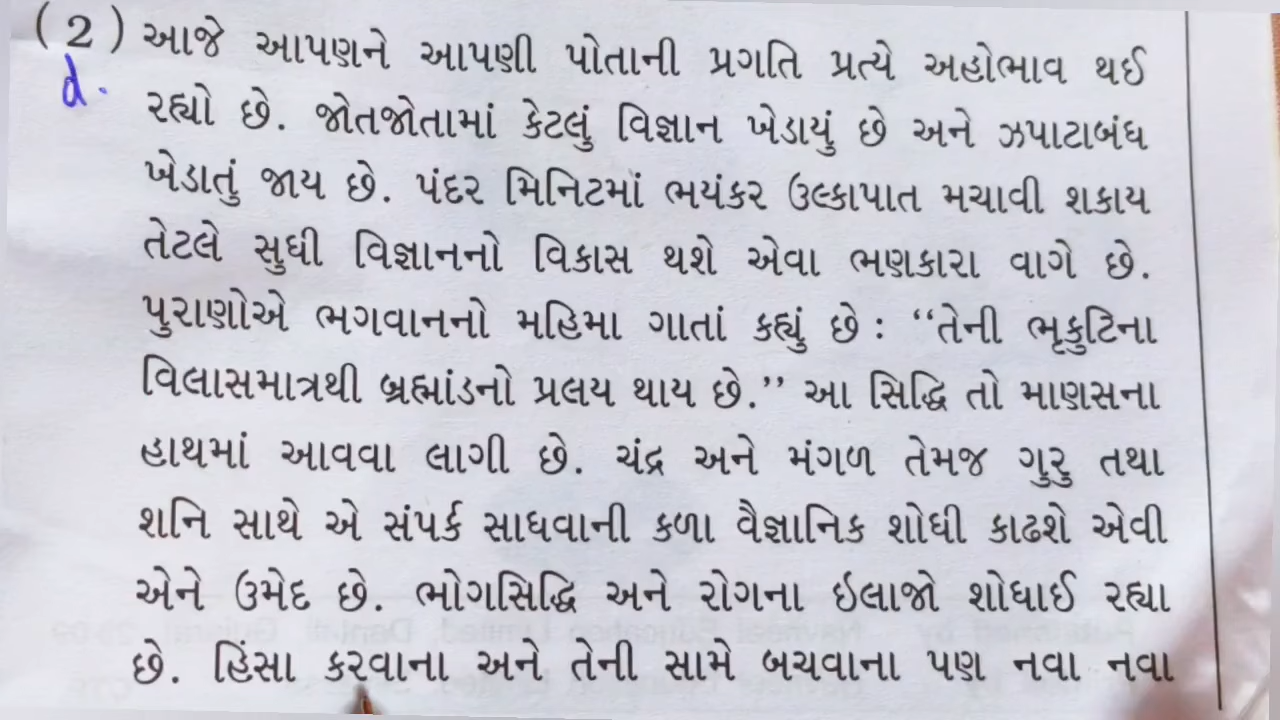 (2) આજે આપણને આપણી પોતાની પ્રગતિ પ્રત્યે અહોભાવ થઈ
d.
રહ્યો છે. જોતજોતામાં કેટલું વિજ્ઞાન ખેડાયું છે અને ઝપાટાબંધ
ખેડાતું જાય છે. પંદર મિનિટમાં ભયંકર ઉલ્કાપાત મચાવી શકાય
તેટલે સુધી વિજ્ઞાનનો વિકાસ થશે એવા ભણકારા વાગે છે.
પુરાણોએ ભગવાનનો મહિમા ગાતાં કહ્યું છે : “તેની ભૃકુટિના
વિલાસમાત્રથી બ્રહ્માંડનો પ્રલય થાય છે.” આ સિદ્ધિ તો માણસના
હાથમાં આવવા લાગી છે. ચંદ્ર અને મંગળ તેમજ ગુરુ તથા
શનિ સાથે એ સંપર્ક સાધવાની કળા વૈજ્ઞાનિક શોધી કાઢશે એવી
એને ઉમેદ છે. ભોગસિદ્ધિ અને રોગના ઇલાજો શોધાઈ રહ્યા
છે. હિંસા કરવાના અને તેની સામે બચવાના પણ નવા નવા